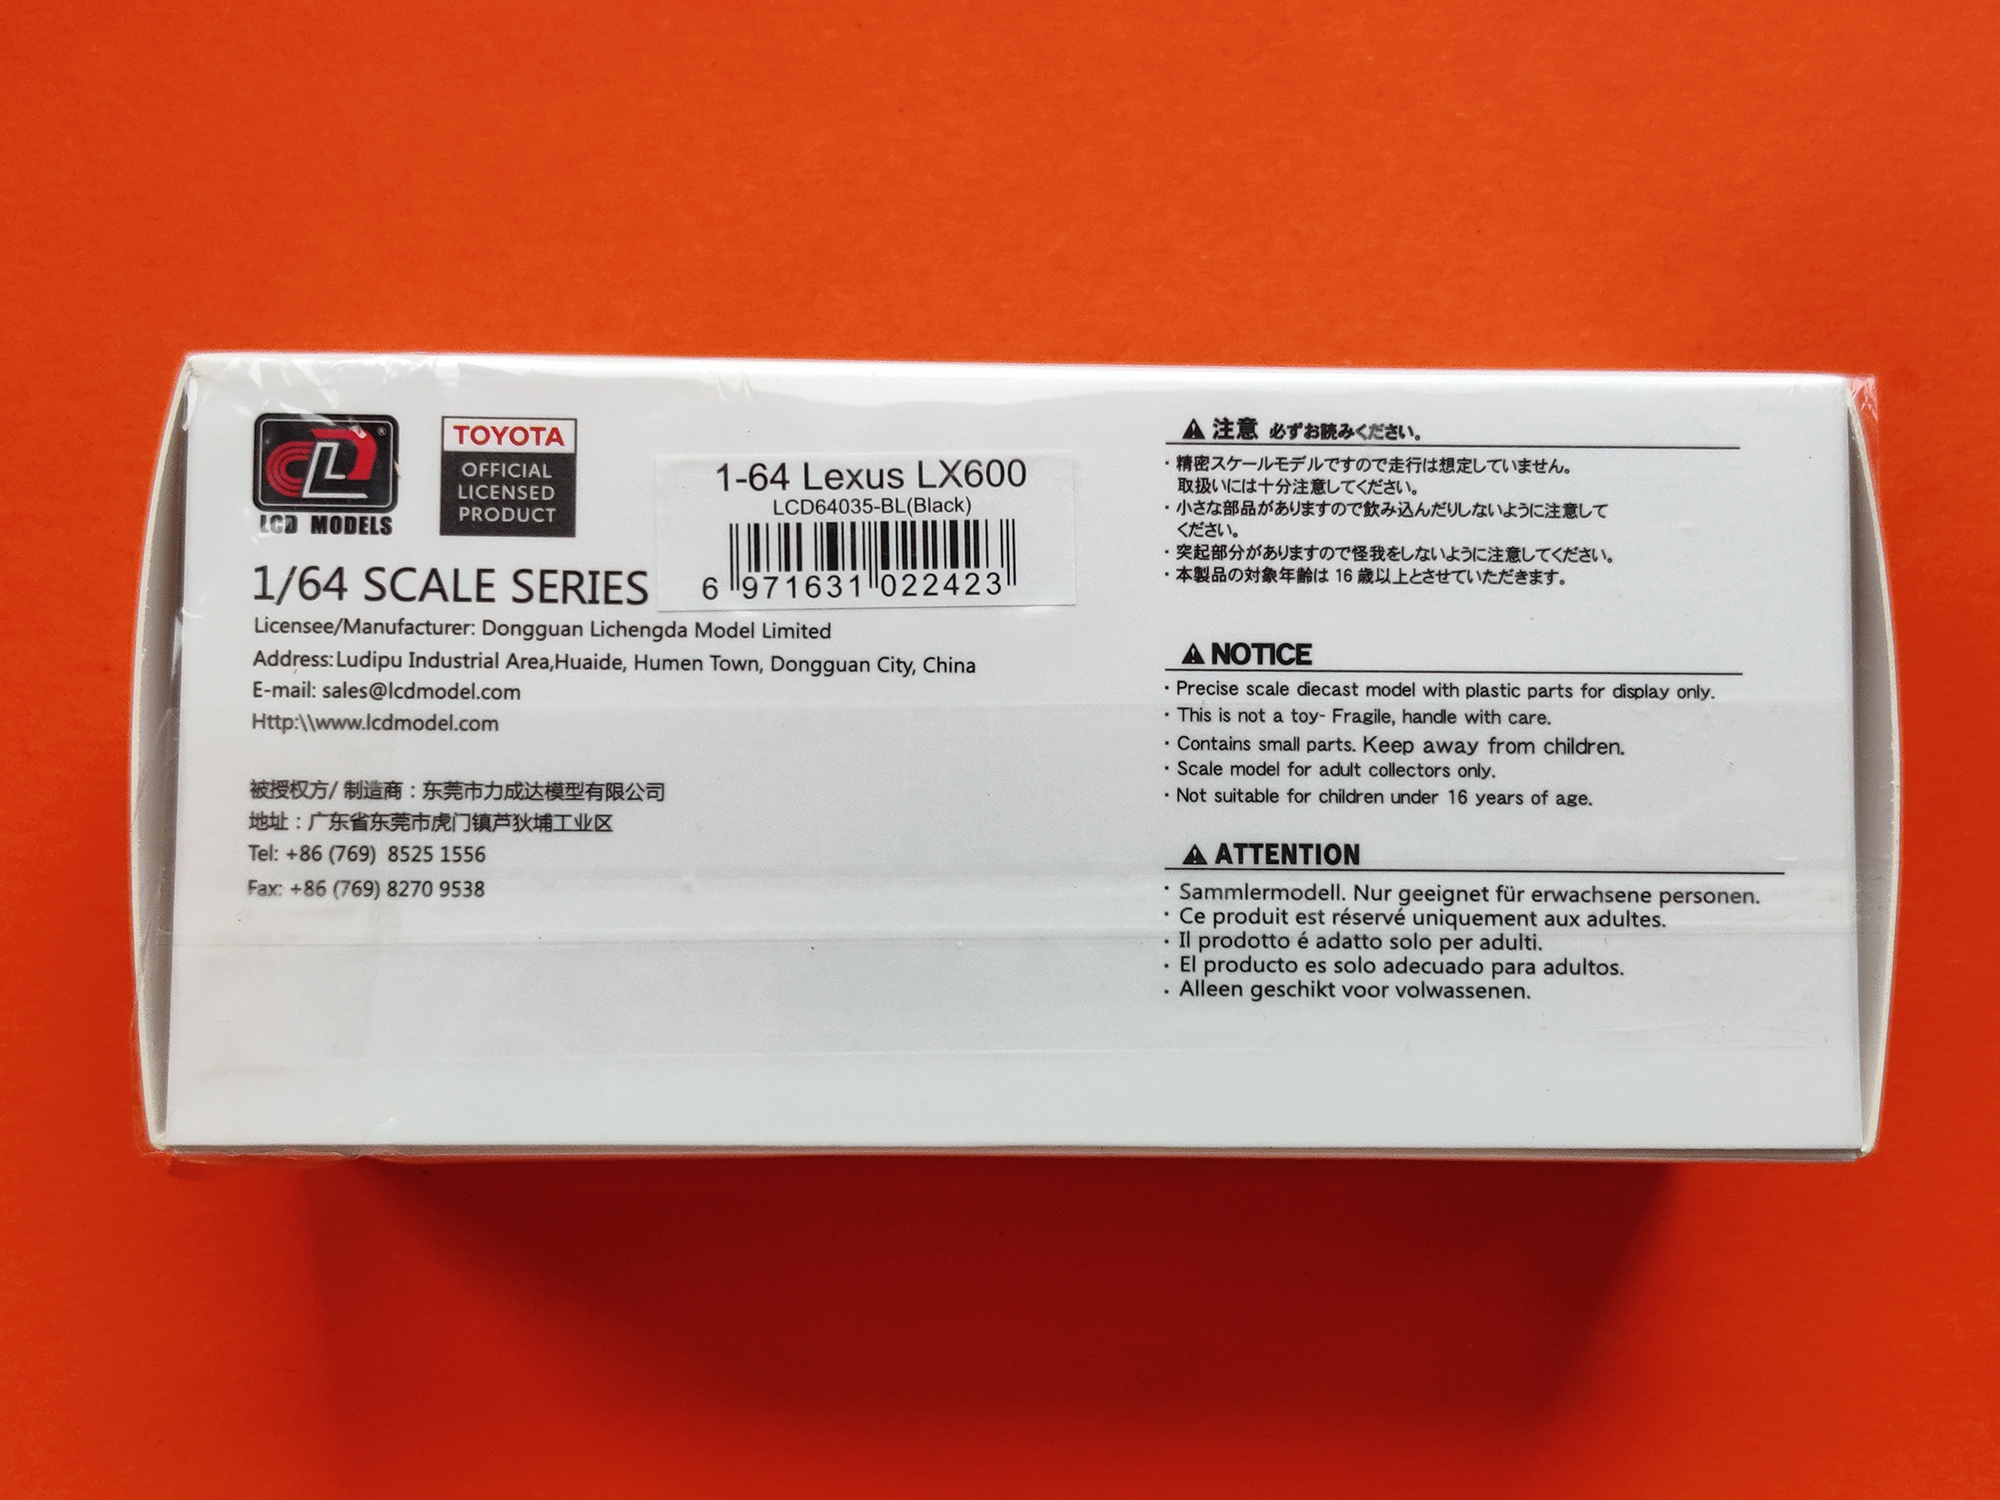 LCD MODELS
TOYOTA
OFFICIAL
LICENSED
PRODUCT
1-64 Lexus LX600
LCD64035-BL(Black)
6 971631 022423
1/64 SCALE SERIES
Licensee/Manufacturer: Dongguan Lichengda Model Limited
Address:Ludipu Industrial Area,Huaide, Humen Town, Dongguan City, China
E-mail: sales@lcdmodel.com
Http:\\www.lcdmodel.com
被授权方/ 制造商：东莞市力成达模型有限公司
地址：广东省东莞市虎门镇芦狄埔工业区
Tel: +86 (769) 8525 1556
Fax: +86 (769) 8270 9538
注意 必ずお読みください。
・精密スケールモデルですので走行は想定していません。
取扱いには十分注意してください。
・小さな部品がありますので飲み込んだりしないように注意して
ください。
・突起部分がありますので怪我をしないように注意してください。
・本製品の対象年齢は 16 歳以上とさせていただきます。
NOTICE
· Precise scale diecast model with plastic parts for display only.
· This is not a toy- Fragile, handle with care.
· Contains small parts. Keep away from children.
· Scale model for adult collectors only.
· Not suitable for children under 16 years of age.
ATTENTION
· Sammlermodell. Nur geeignet für erwachsene personen.
· Ce produit est réservé uniquement aux adultes.
· Il prodotto é adatto solo per adulti.
· El producto es solo adecuado para adultos.
· Alleen geschikt voor volwassenen.